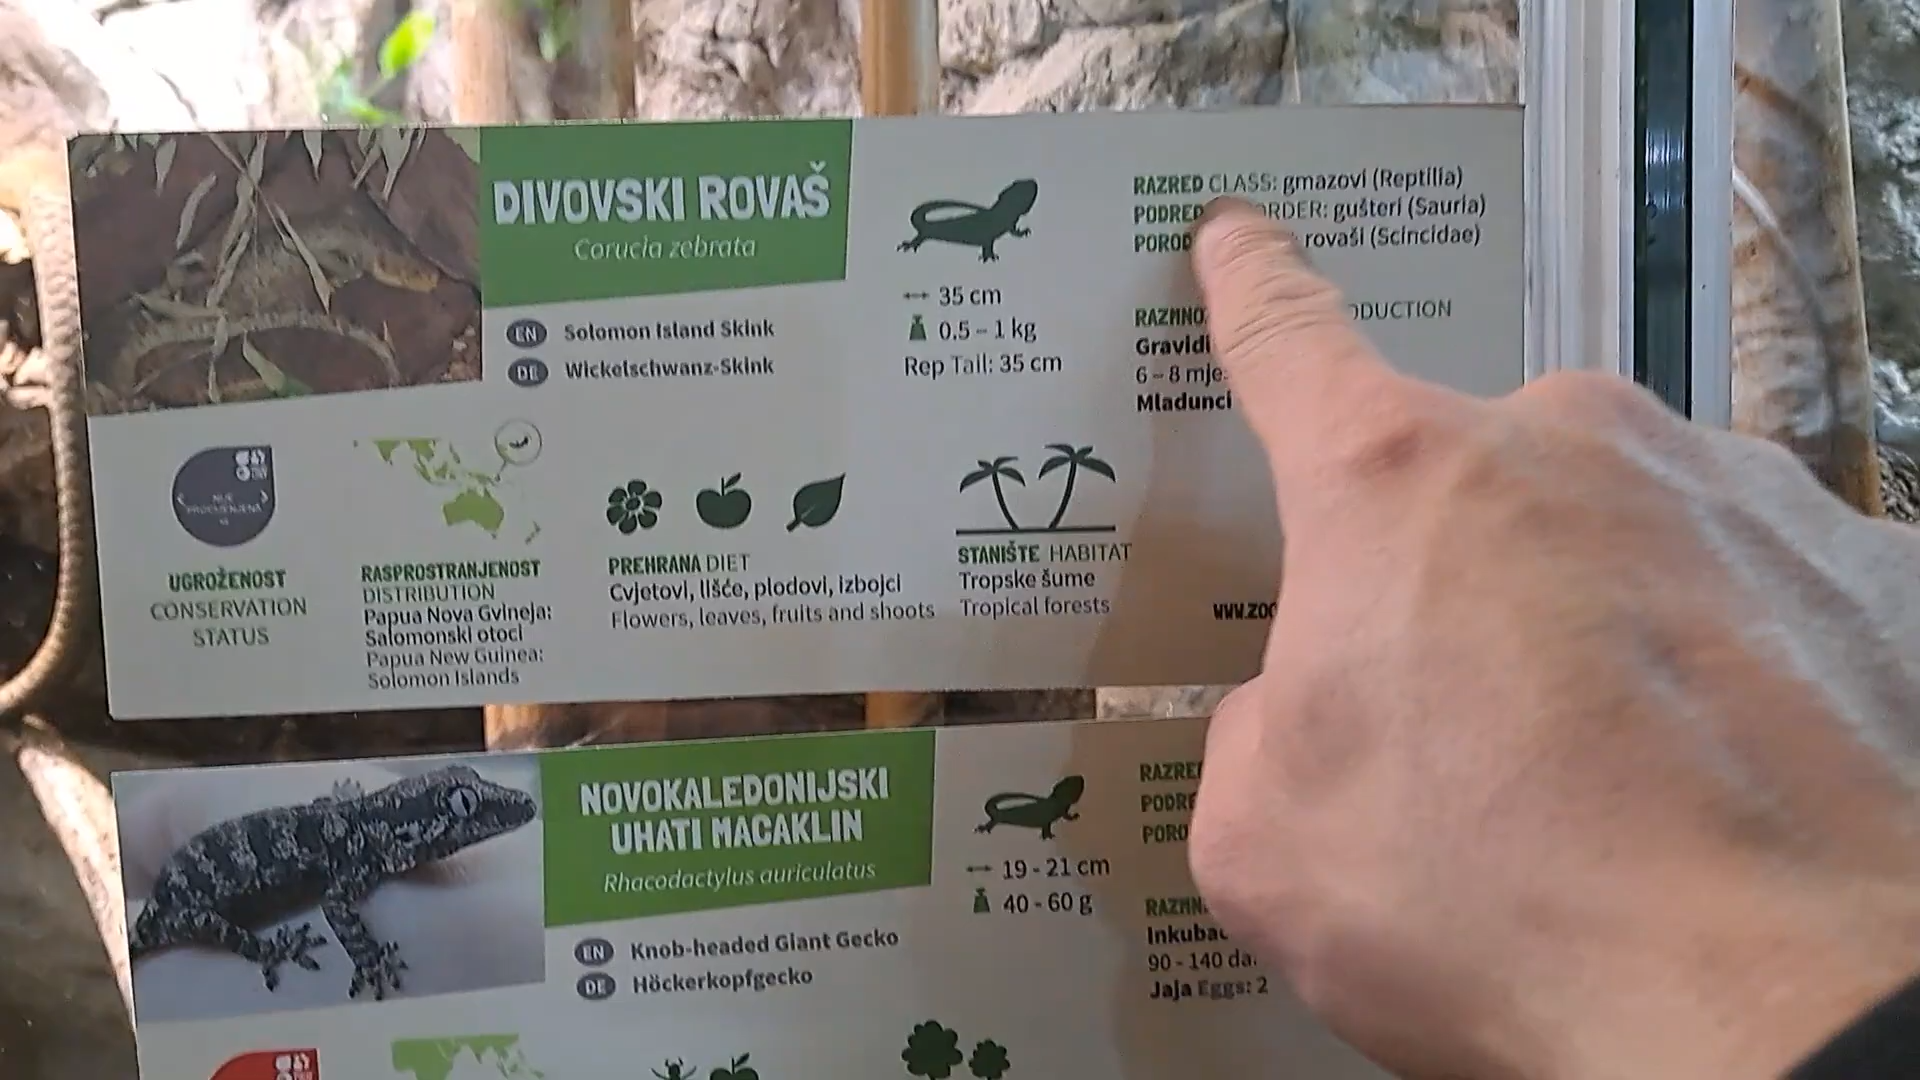 DIVOVSKI ROVAŠ
Corucia zebrata
EN Solomon Island Skink
DE Wickelschwanz-Skink
35 cm
0.5 – 1 kg
Rep Tail: 35 cm
RAZRED CLASS: gmazovi (Reptilia)
PODRED ORDER: gušteri (Sauria)
rovaši (Scincidae)
6 – 8
Mladunci
UGROŽENOST
CONSERVATION
STATUS
RASPROSTRANJENOST
DISTRIBUTION
Papua Nova Gvineja:
Salomonski otoci
Papua New Guinea:
Solomon Islands
PREHRANA DIET
Cvjetovi, lišće, plodovi, izbojci
Flowers, leaves, fruits and shoots
STANIŠTE HABITAT
Tropske šume
Tropical forests
NOVOKALEDONIJSKI
UHATI MACAKLIN
Rhacodactylus auriculatus
EN Knob-headed Giant Gecko
DE Höckerkopfgecko
19 - 21 cm
40 - 60 g
90 - 140
Jaja Eggs: 2